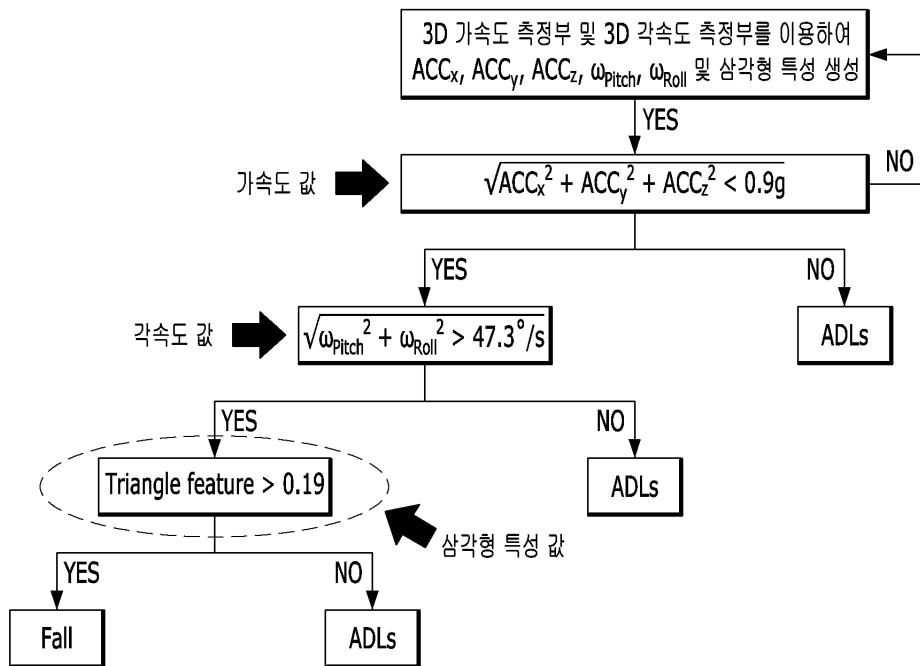 3D 가속도 측정부 및 3D 각속도 측정부를 이용하여
ACCx, ACCy, ACCz, ωPitch, ωRoll 및 삼각형 특성 생성
YES
가속도 값
√ACCx² + ACCy² + ACCz² < 0.9g
NO
YES
NO
각속도 값
√ωPitch² + ωRoll² > 47.3°/s
ADLs
YES
NO
Triangle feature > 0.19
ADLs
삼각형 특성 값
YES
NO
Fall
ADLs